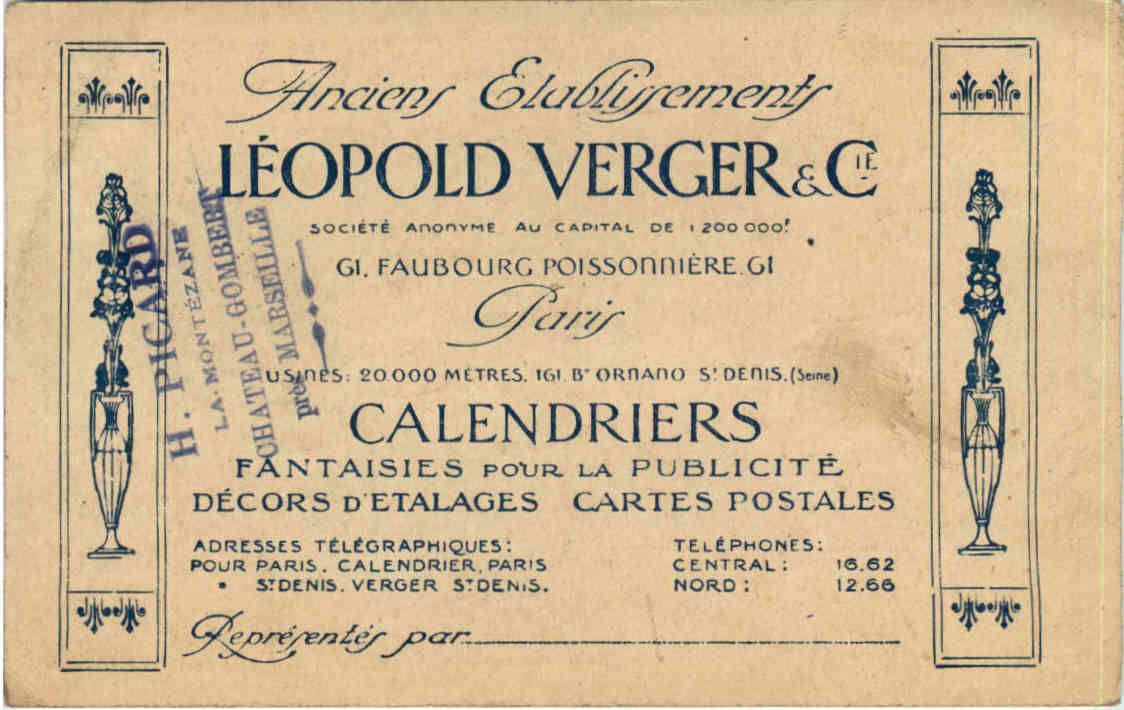 Anciens Etablissements
LÉOPOLD VERGER & CIE
SOCIÉTÉ ANONYME AU CAPITAL DE 1 200 000F.
61, FAUBOURG POISSONNIÈRE, 61
Paris
USINES: 20.000 MÈTRES. 161. BD ORNANO ST DENIS. (Seine)
CALENDRIERS
FANTAISIES POUR LA PUBLICITÉ
DÉCORS D'ETALAGES CARTES POSTALES
ADRESSES TÉLÉGRAPHIQUES:
POUR PARIS. CALENDRIER, PARIS
" ST DENIS. VERGER ST DENIS.
TELÉPHONES:
CENTRAL: 16.62
NORD: 12.66
Représentés par
H. PICARD
LA-MONTÉZANE
CHATEAU-GOMBERT
près MARSEILLE